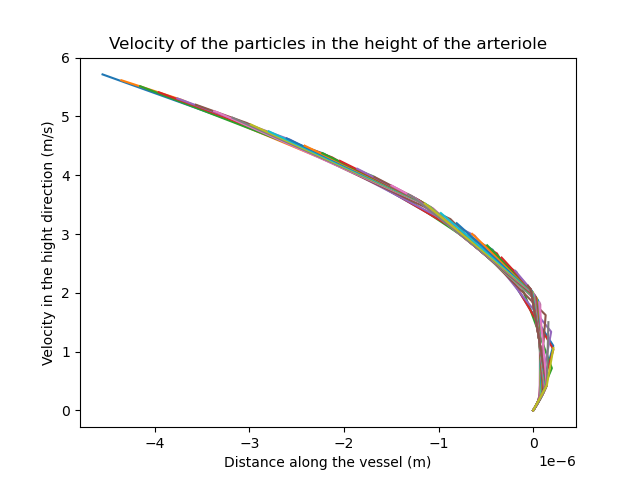 Velocity of the particles in the height of the arteriole
Velocity in the hight direction (m/s)
6
5
4
3
2
1
0
−4 −3 −2 −1 0
1e−6
Distance along the vessel (m)